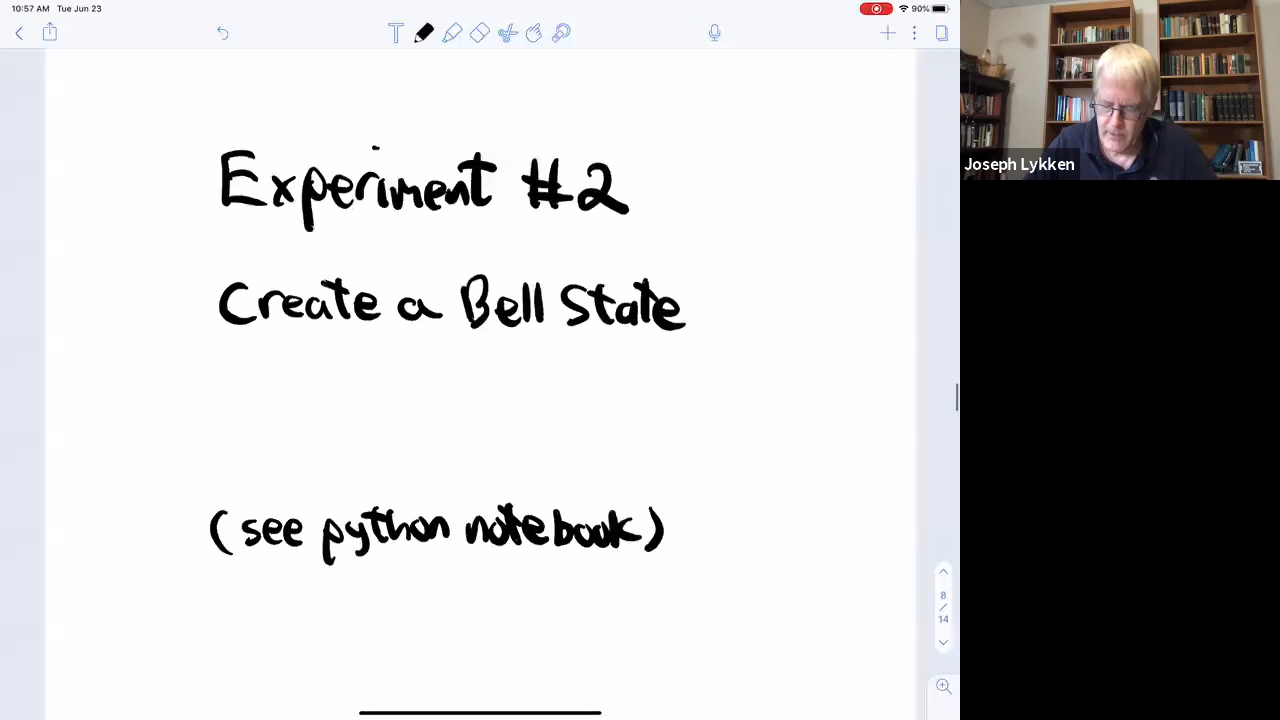 10:57 AM Tue Jun 23
90%
T
Experiment #2
Create a Bell State
(see python notebook)
8
/
14
Joseph Lykken